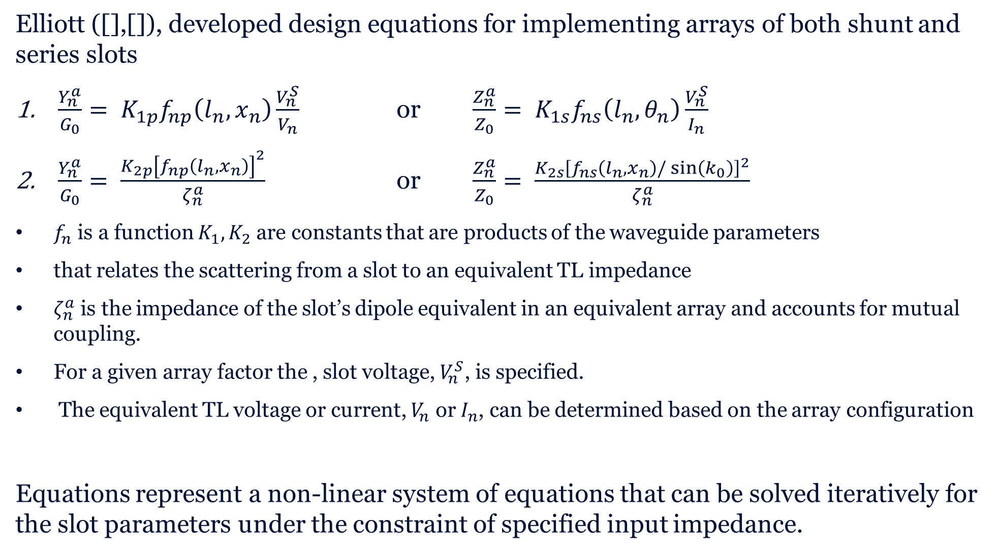 Elliott ([],[]), developed design equations for implementing arrays of both shunt and
series slots
1. $\frac{Y_n^a}{G_0} = K_{1p} f_{np}(l_n, x_n) \frac{V_n^S}{V_n}$ or $\frac{Z_n^a}{Z_0} = K_{1s} f_{ns}(l_n, \theta_n) \frac{V_n^S}{I_n}$
2. $\frac{Y_n^a}{G_0} = \frac{K_{2p}[f_{np}(l_n,x_n)]^2}{\zeta_n^a}$ or $\frac{Z_n^a}{Z_0} = \frac{K_{2s}[f_{ns}(l_n,x_n)/\sin(k_0)]^2}{\zeta_n^a}$
• $f_n$ is a function $K_1, K_2$ are constants that are products of the waveguide parameters
• that relates the scattering from a slot to an equivalent TL impedance
• $\zeta_n^a$ is the impedance of the slot’s dipole equivalent in an equivalent array and accounts for mutual
coupling.
• For a given array factor the , slot voltage, $V_n^S$, is specified.
• The equivalent TL voltage or current, $V_n$ or $I_n$, can be determined based on the array configuration
Equations represent a non-linear system of equations that can be solved iteratively for
the slot parameters under the constraint of specified input impedance.